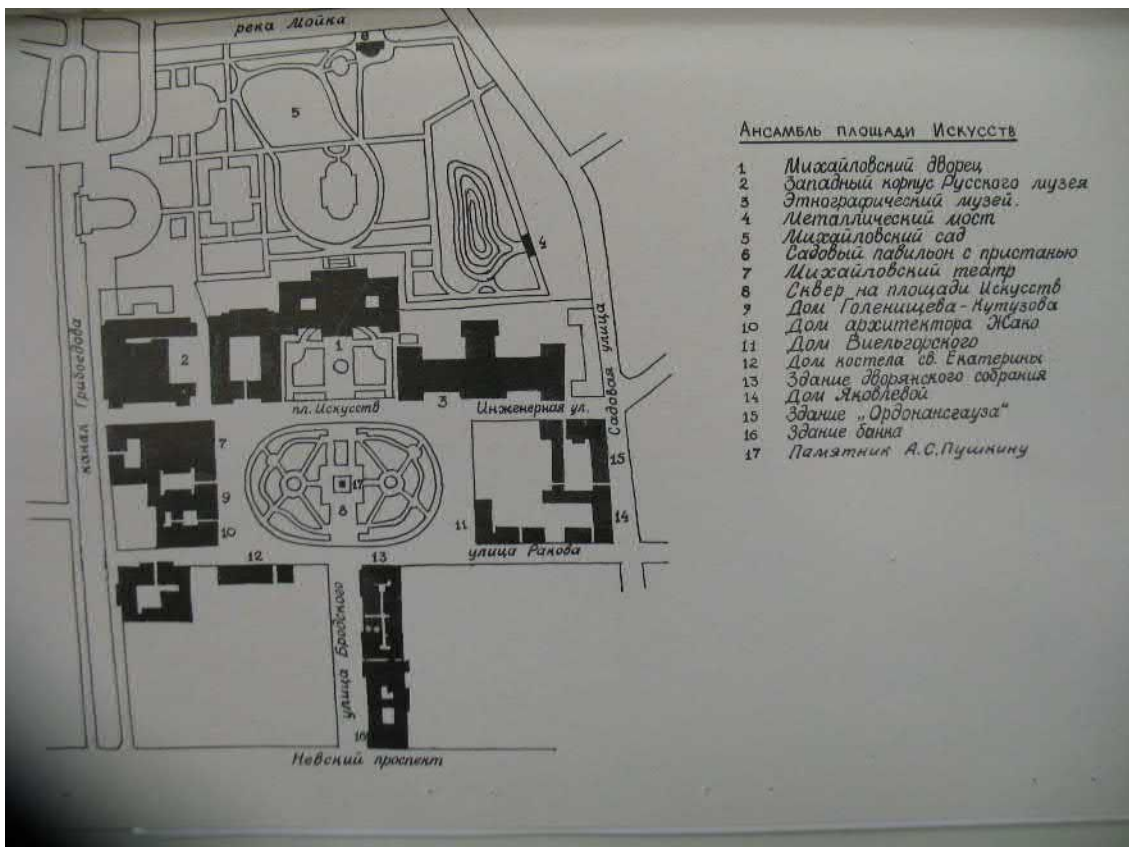 река Мойка
6
5
4
1
2
канал Грибоедова
пл. Искусств
3
Инженерная ул.
Садовая улица
7
17
15
9
8
11
14
10
улица Ракова
12
13
улица Бродского
16
Невский проспект
Ансамбль площади Искусств
1 Михайловский дворец
2 Западный корпус Русского музея
3 Этнографический музей.
4 Металлический мост
5 Михайловский сад
6 Садовый павильон с пристанью
7 Михайловский театр
8 Сквер на площади Искусств
9 Дом Голенищева-Кутузова
10 Дом архитектора Жако
11 Дом Виельгорского
12 Дом костела св. Екатерины
13 Здание дворянского собрания
14 Дом Яковлевой
15 Здание „Ордонансгауза“
16 Здание банка
17 Памятник А.С.Пушкину